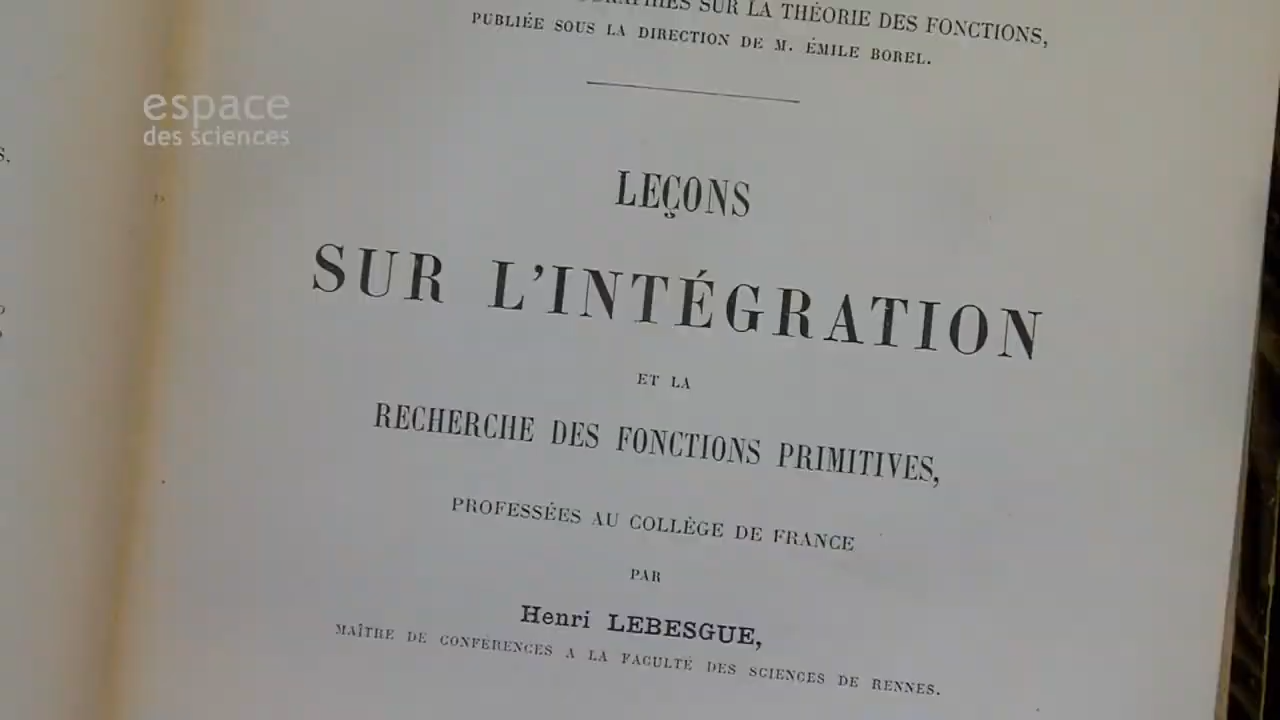 SUR LA THÉORIE DES FONCTIONS,
PUBLIÉE SOUS LA DIRECTION DE M. ÉMILE BOREL.
espace
des sciences
LEÇONS
SUR L'INTÉGRATION
ET LA
RECHERCHE DES FONCTIONS PRIMITIVES,
PROFESSÉES AU COLLÈGE DE FRANCE
PAR
Henri LEBESGUE,
MAÎTRE DE CONFÉRENCES A LA FACULTÉ DES SCIENCES DE RENNES.